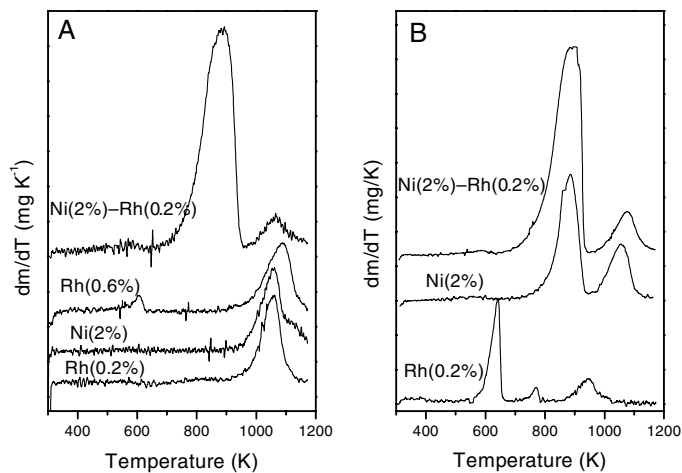 A
dm/dT (mg K⁻¹)
Ni(2%)–Rh(0.2%)
Rh(0.6%)
Ni(2%)
Rh(0.2%)
400 600 800 1000 1200
Temperature (K)
B
dm/dT (mg/K)
Ni(2%)–Rh(0.2%)
Ni(2%)
Rh(0.2%)
400 600 800 1000 1200
Temperature (K)